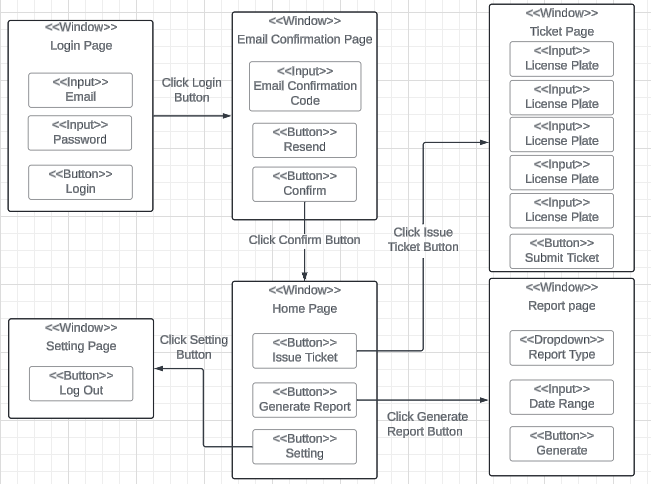 <<Window>>
Login Page
<<Input>>
Email
<<Input>>
Password
<<Button>>
Login
Click Login
Button
<<Window>>
Email Confirmation Page
<<Input>>
Email Confirmation
Code
<<Button>>
Resend
<<Button>>
Confirm
Click Confirm Button
<<Window>>
Ticket Page
<<Input>>
License Plate
<<Input>>
License Plate
<<Input>>
License Plate
<<Input>>
License Plate
<<Input>>
License Plate
<<Button>>
Submit Ticket
Click Issue
Ticket Button
<<Window>>
Home Page
<<Button>>
Issue Ticket
<<Button>>
Generate Report
<<Button>>
Setting
Click Setting
Button
<<Window>>
Setting Page
<<Button>>
Log Out
Click Generate
Report Button
<<Window>>
Report page
<<Dropdown>>
Report Type
<<Input>>
Date Range
<<Button>>
Generate